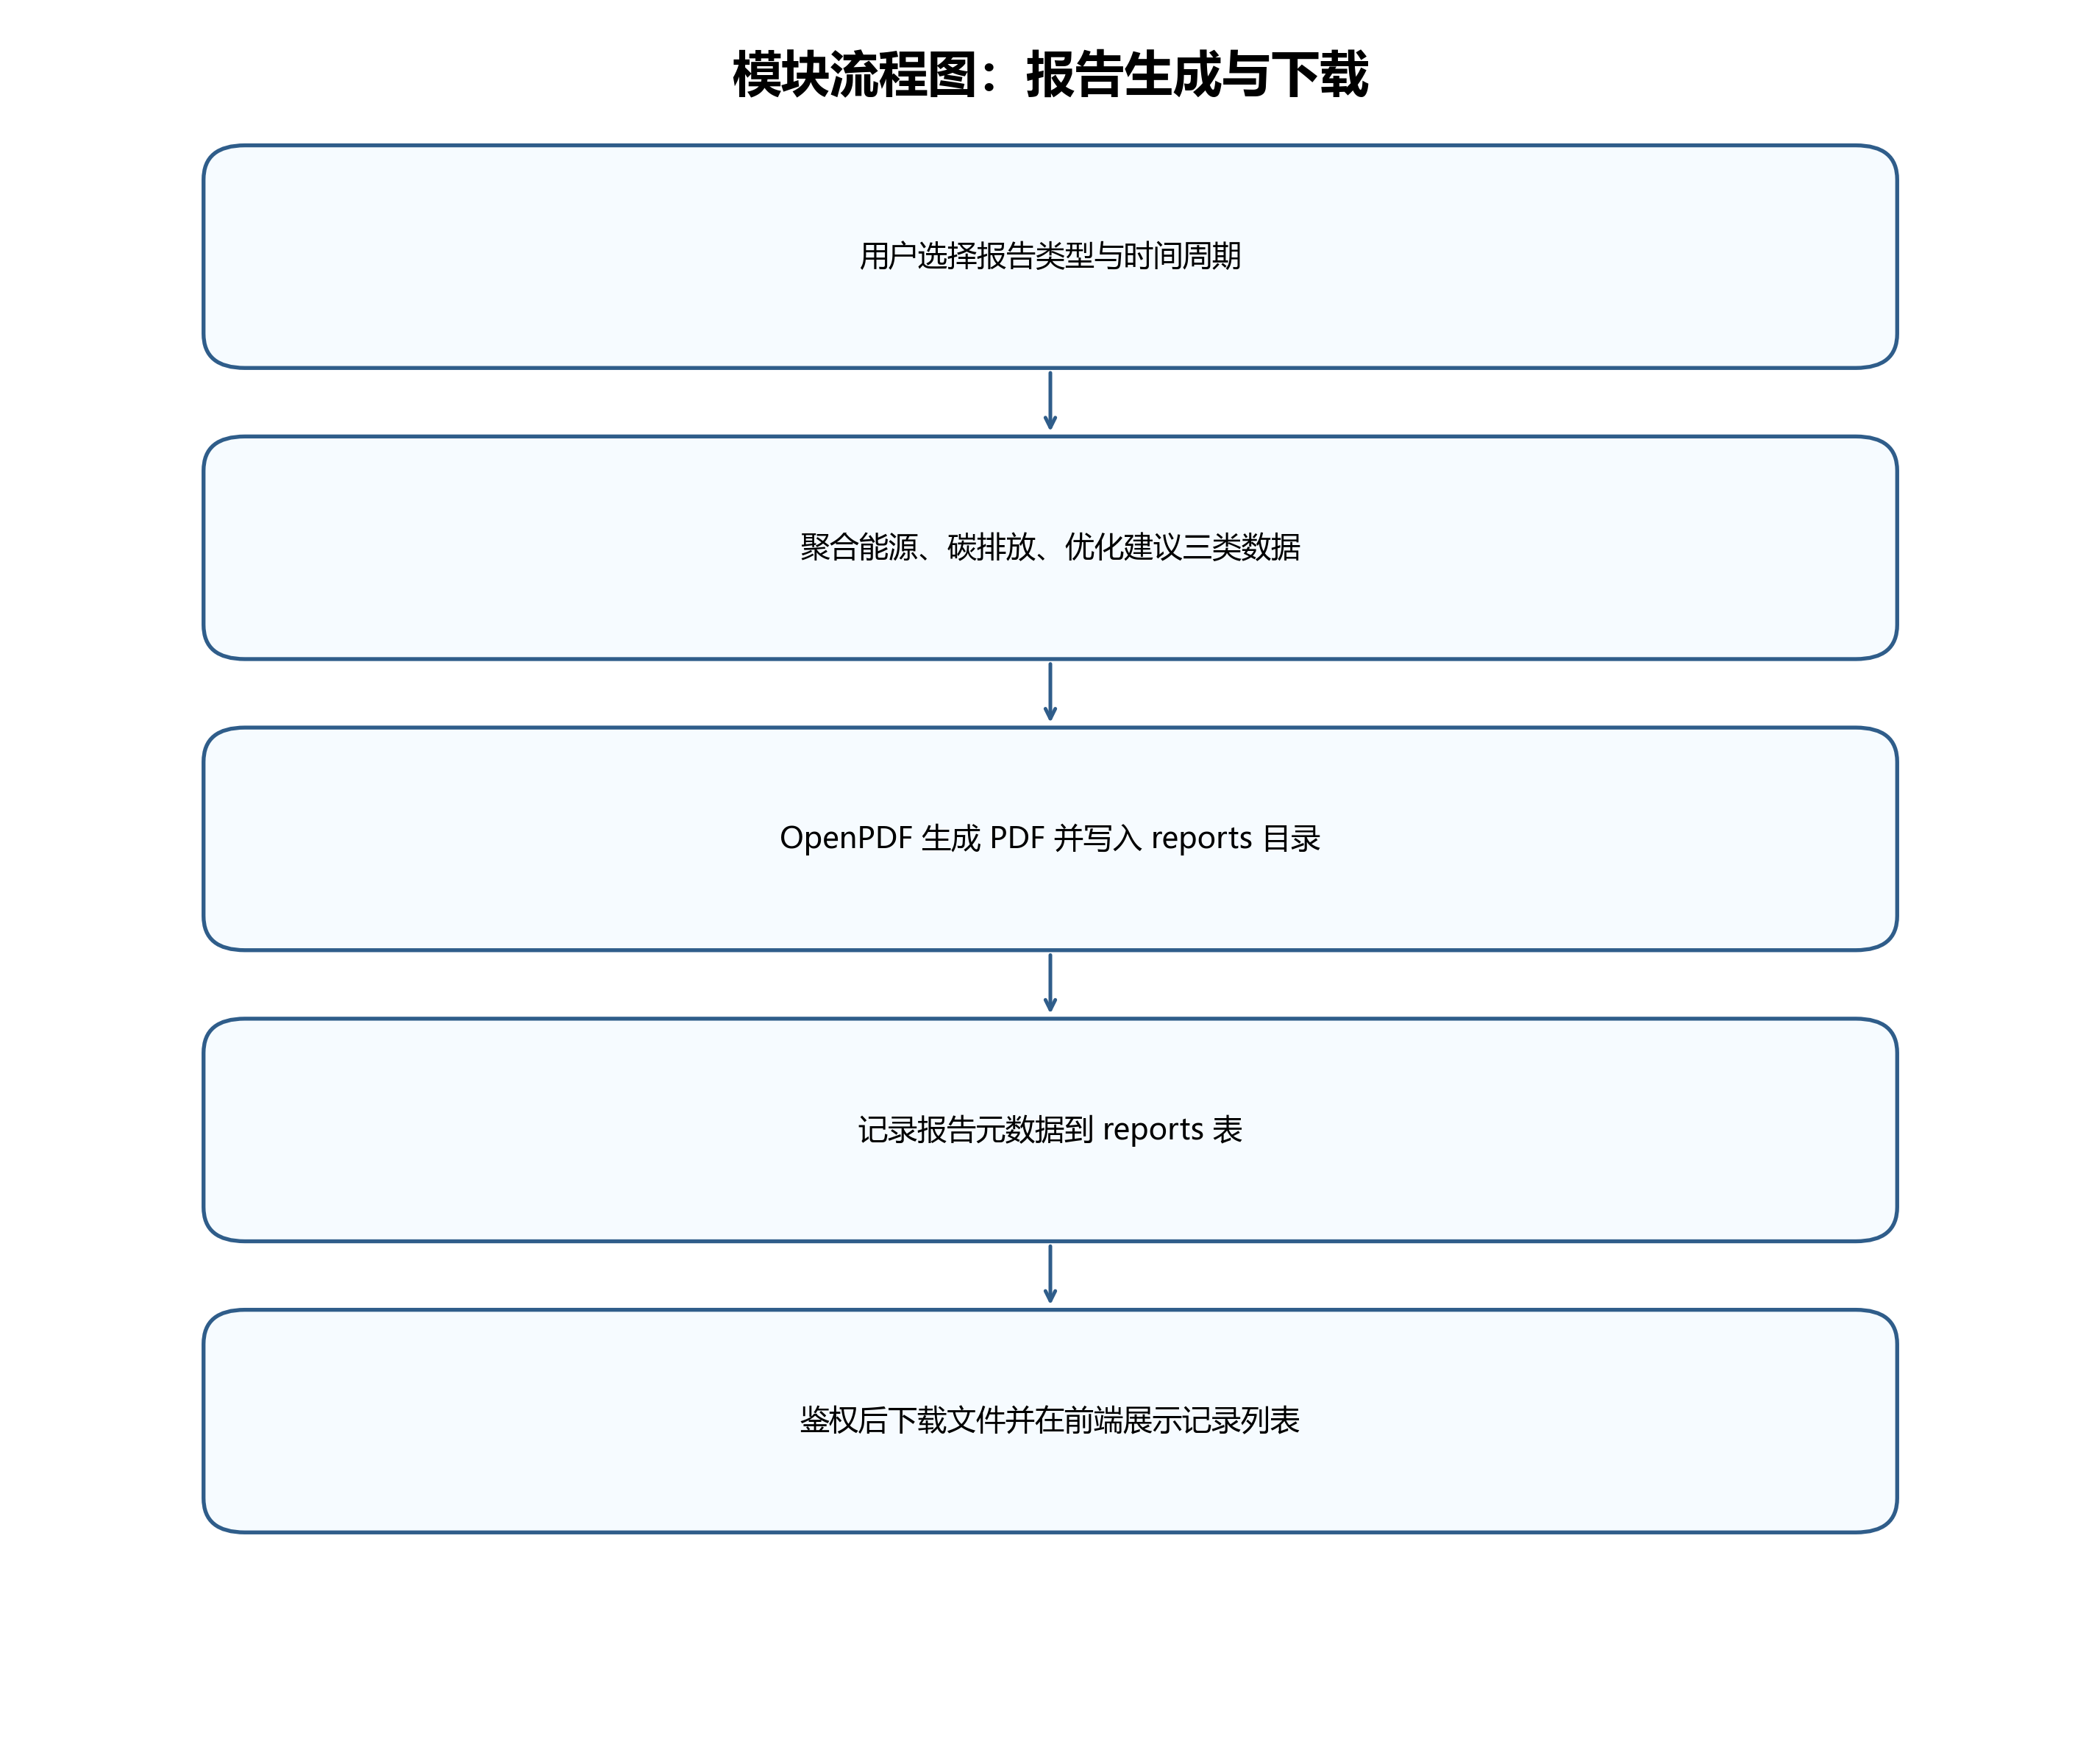 模块流程图：报告生成与下载
用户选择报告类型与时间周期
聚合能源、碳排放、优化建议三类数据
OpenPDF 生成 PDF 并写入 reports 目录
记录报告元数据到 reports 表
鉴权后下载文件并在前端展示记录列表